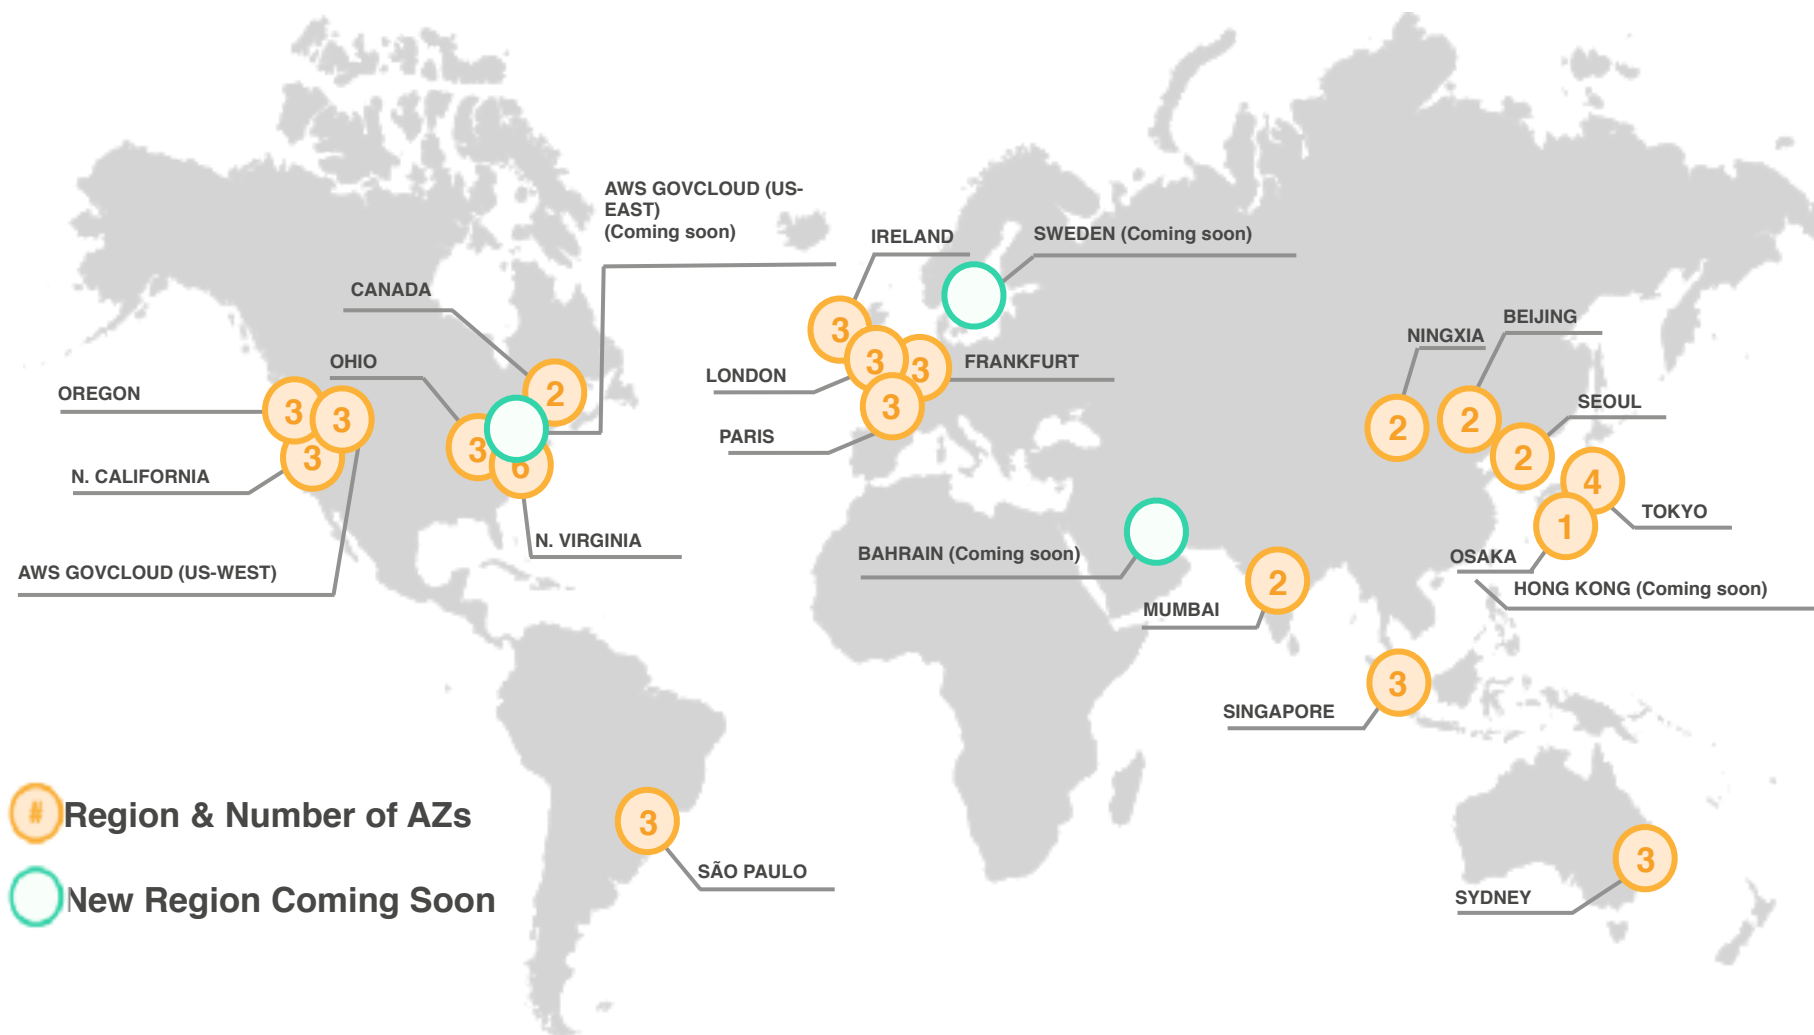 AWS GOVCLOUD (US-
EAST)
(Coming soon)
IRELAND
SWEDEN (Coming soon)
CANADA
OHIO
OREGON
N. CALIFORNIA
AWS GOVCLOUD (US-WEST)
N. VIRGINIA
3
3
3
3
6
2
LONDON
FRANKFURT
PARIS
3
3
3
3
NINGXIA
BEIJING
SEOUL
2
2
2
4
1
TOKYO
OSAKA
HONG KONG (Coming soon)
BAHRAIN (Coming soon)
MUMBAI
2
SINGAPORE
3
SÃO PAULO
3
SYDNEY
3
# Region & Number of AZs
New Region Coming Soon